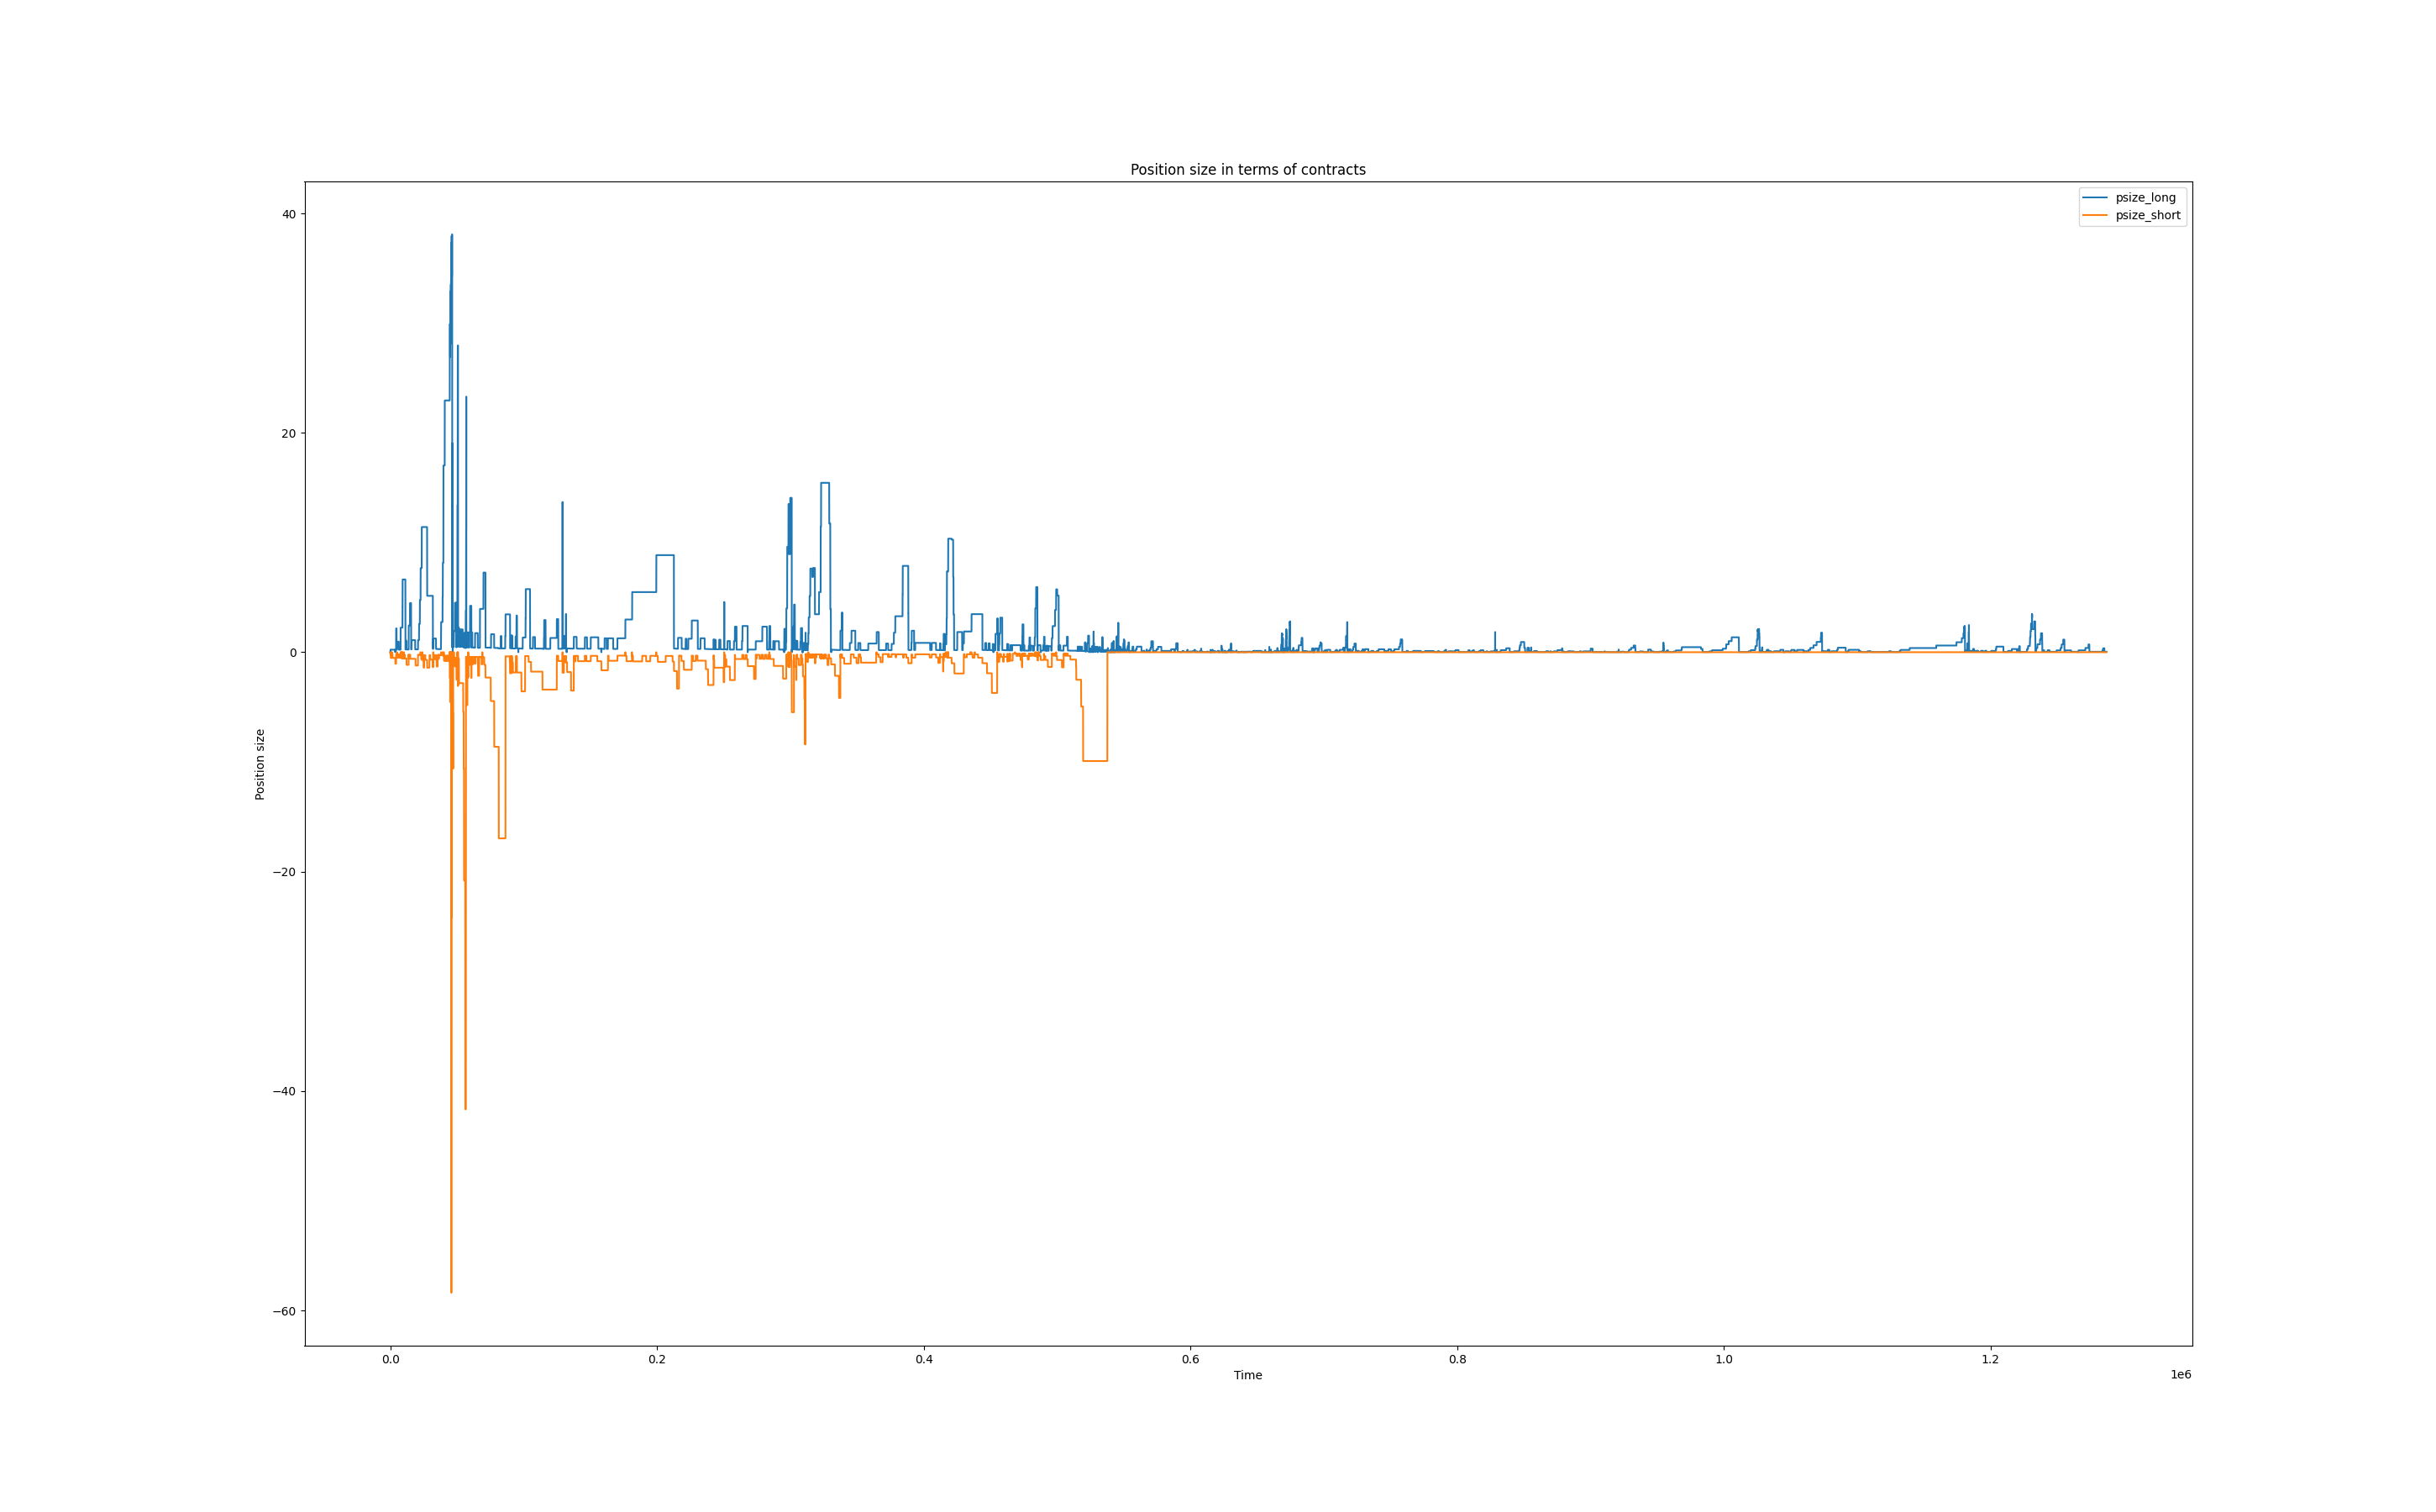 Position size in terms of contracts
psize_long
psize_short
40
20
0
−20
−40
−60
Position size
0.0
0.2
0.4
0.6
0.8
1.0
1.2
1e6
Time